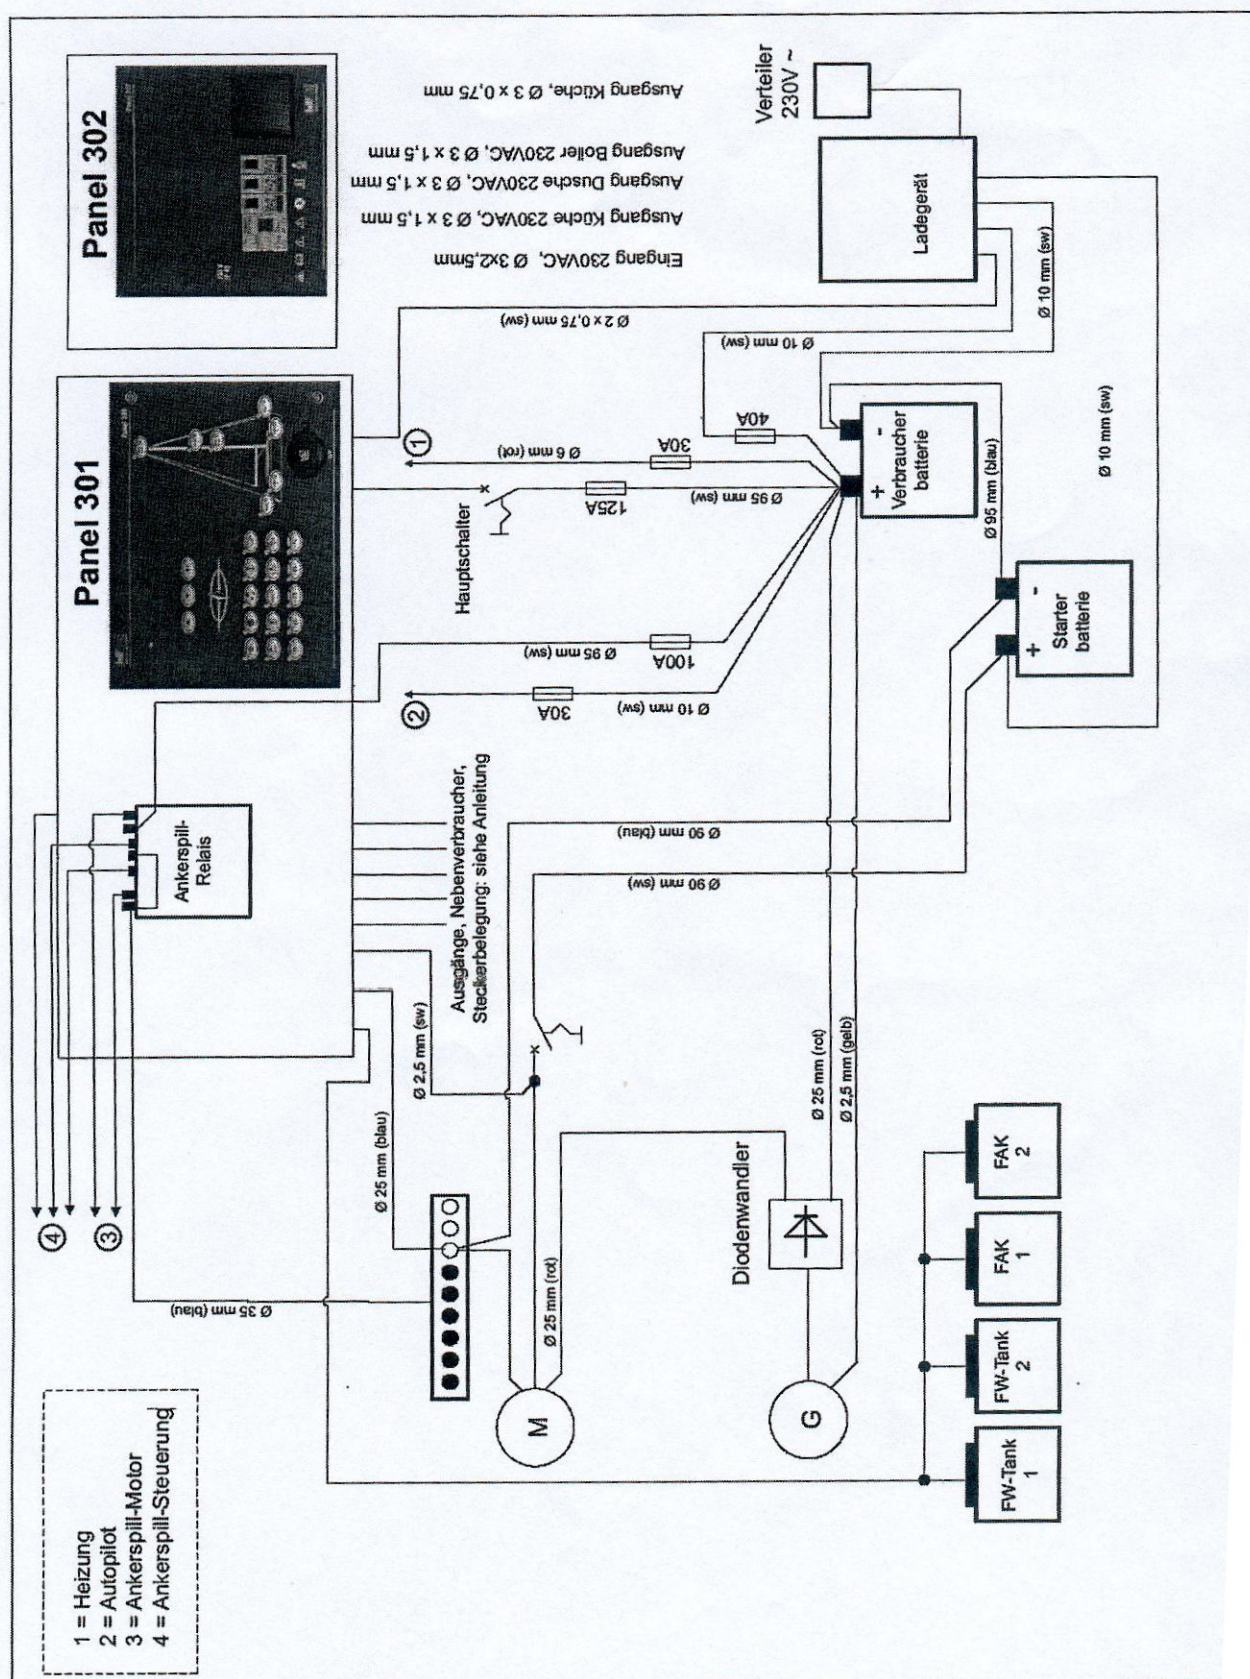 Panel 302
Panel 301
Ausgang Küche, Ø 3 x 0,75 mm
Ausgang Boiler 230VAC, Ø 3 x 1,5 mm
Ausgang Dusche 230VAC, Ø 3 x 1,5 mm
Ausgang Küche 230VAC, Ø 3 x 1,5 mm
Eingang 230VAC, Ø 3x2,5mm
Verteiler
230V ~
Ladegerät
Ø 2 x 0,75 mm (sw)
Ø 10 mm (sw)
Ø 10 mm (sw)
Ø 10 mm (sw)
1
Ø 6 mm (rot)
30A
40A
Hauptschalter
125A
Ø 95 mm (sw)
+ -
Verbraucher
batterie
Ø 95 mm (blau)
+ -
Starter
batterie
Ø 95 mm (sw)
100A
2
30A
Ø 10 mm (sw)
Ankerspill-
Relais
Ausgänge, Nebenverbraucher,
Steckerbelegung: siehe Anleitung
Ø 90 mm (blau)
Ø 90 mm (sw)
4
3
Ø 2,5 mm (sw)
Ø 25 mm (blau)
Ø 35 mm (blau)
Ø 25 mm (rot)
Ø 25 mm (rot)
Ø 2,5 mm (gelb)
Diodenwandler
M
G
FAK
2
FAK
1
FW-Tank
2
FW-Tank
1
1 = Heizung
2 = Autopilot
3 = Ankerspill-Motor
4 = Ankerspill-Steuerung